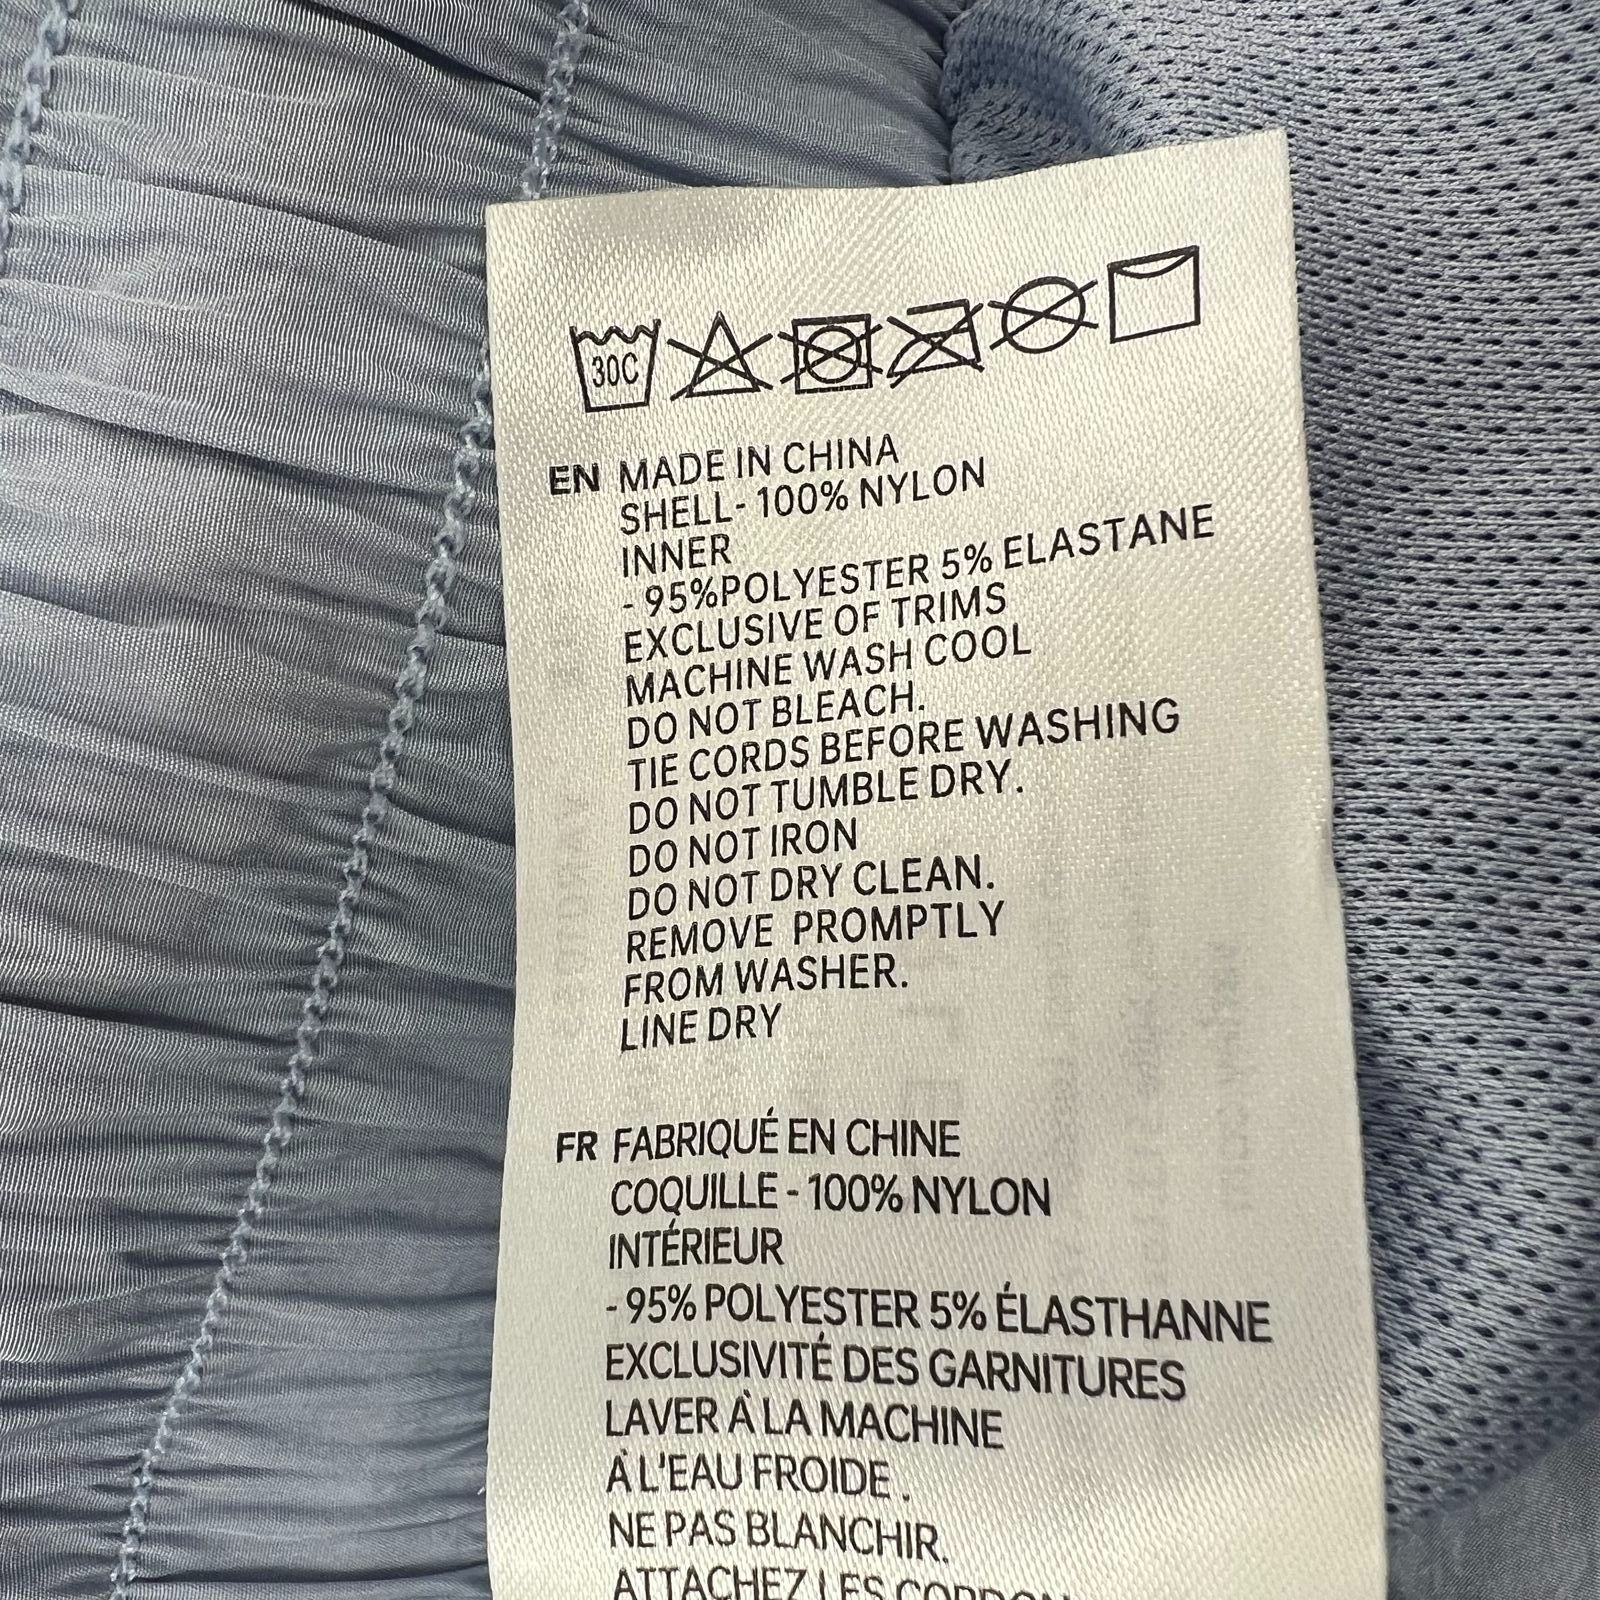 30C
EN MADE IN CHINA
SHELL- 100% NYLON
INNER
- 95%POLYESTER 5% ELASTANE
EXCLUSIVE OF TRIMS
MACHINE WASH COOL
DO NOT BLEACH.
TIE CORDS BEFORE WASHING
DO NOT TUMBLE DRY.
DO NOT IRON
DO NOT DRY CLEAN.
REMOVE PROMPTLY
FROM WASHER.
LINE DRY
FR FABRIQUÉ EN CHINE
COQUILLE - 100% NYLON
INTÉRIEUR
- 95% POLYESTER 5% ÉLASTHANNE
EXCLUSIVITÉ DES GARNITURES
LAVER À LA MACHINE
À L'EAU FROIDE .
NE PAS BLANCHIR.
ATTACHEZ LES CORDON